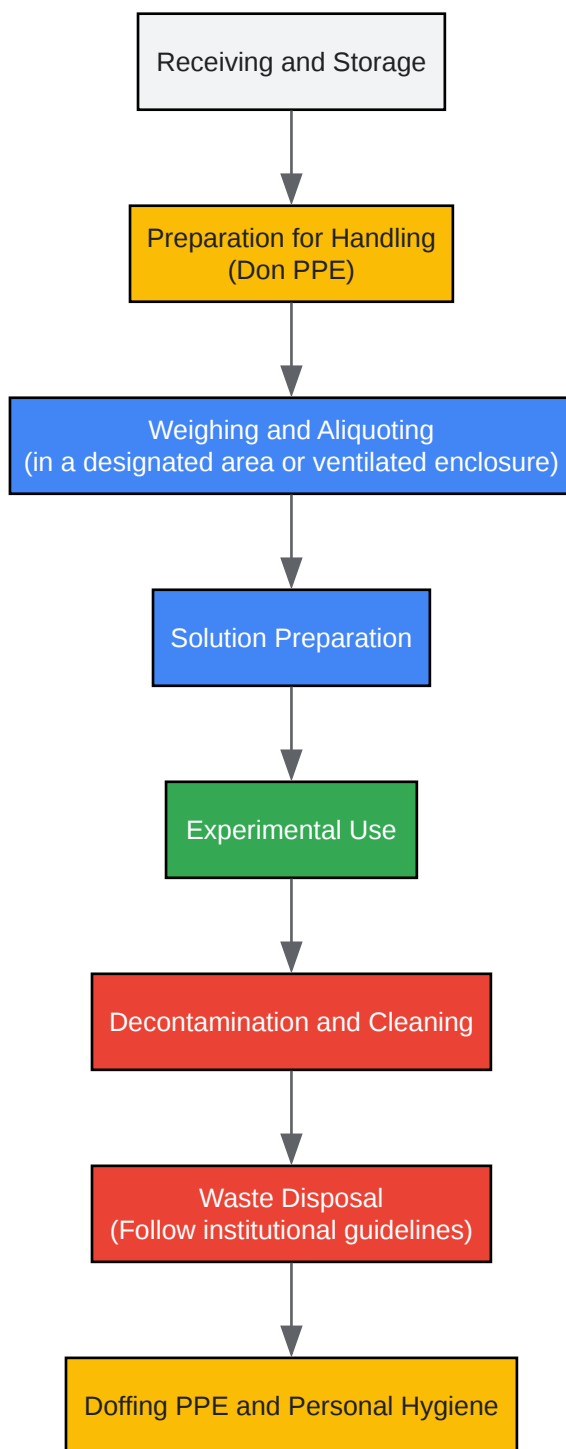 Receiving and Storage
Preparation for Handling
(Don PPE)
Weighing and Aliquoting
(in a designated area or ventilated enclosure)
Solution Preparation
Experimental Use
Decontamination and Cleaning
Waste Disposal
(Follow institutional guidelines)
Doffing PPE and Personal Hygiene